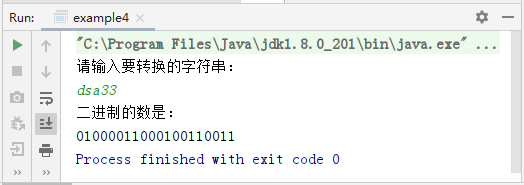 Run: example4
"C:\Program Files\Java\jdk1.8.0_201\bin\java.exe" ...
请输入要转换的字符串:
dsa33
二进制的数是:
01000011000100110011
Process finished with exit code 0